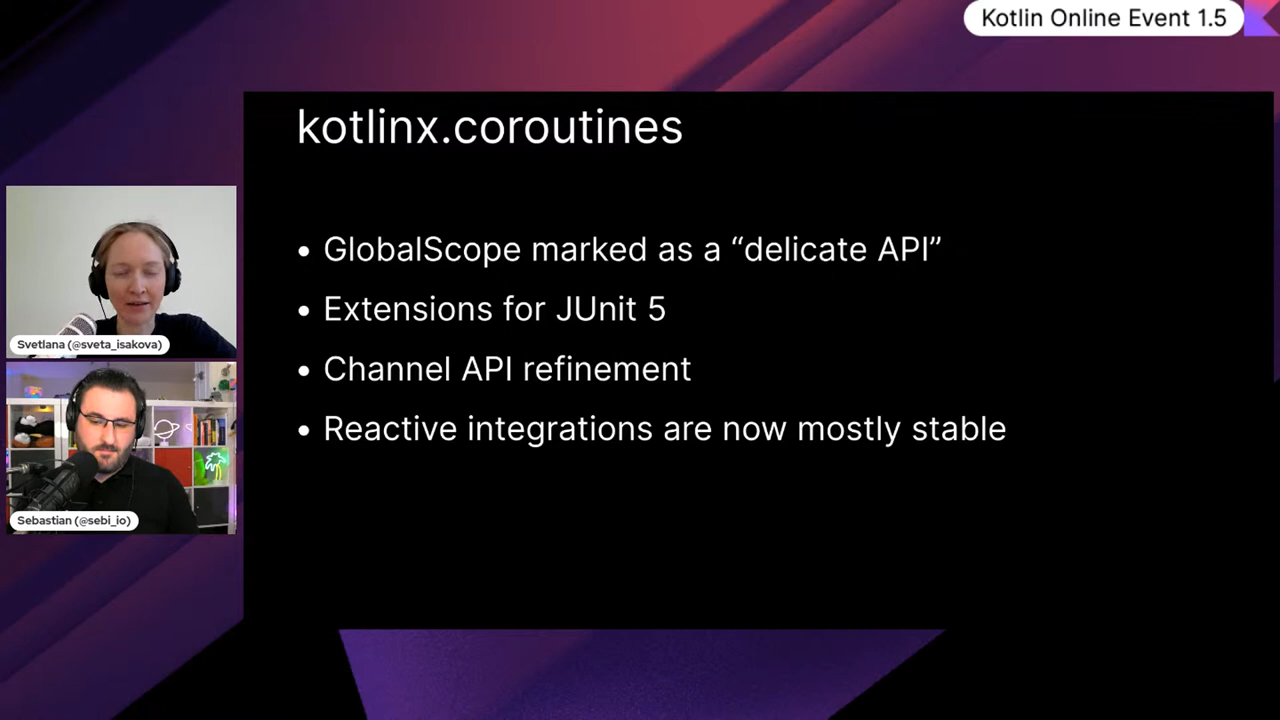 Kotlin Online Event 1.5
kotlinx.coroutines
• GlobalScope marked as a “delicate API”
• Extensions for JUnit 5
• Channel API refinement
• Reactive integrations are now mostly stable
Svetlana (@sveta_isakova)
Sebastian (@sebi_io)